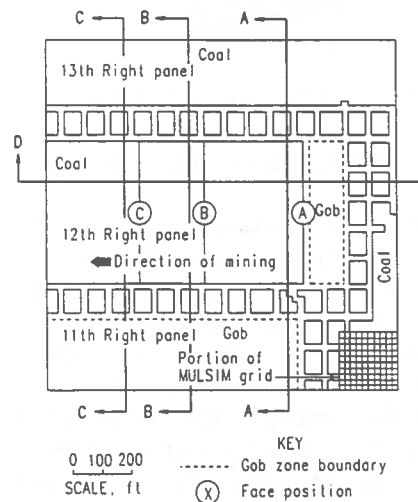 C B A
Coal
13th Right panel
D
Coal
C B A
Gob
12th Right panel
Direction of mining
Coal
11th Right panel
Gob
Portion of
MULSIM grid
C B A
KEY
0 100 200
SCALE, ft
Gob zone boundary
X Face position